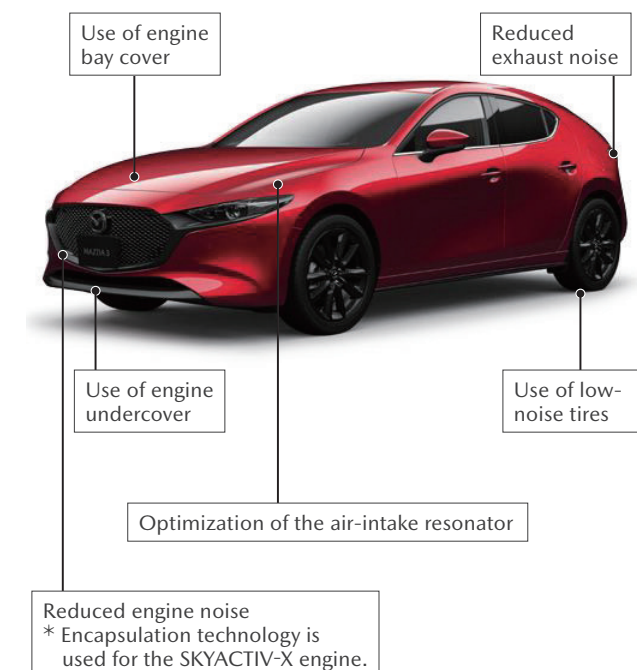 Use of engine
bay cover
Reduced
exhaust noise
MAZDA 3
Use of engine
undercover
Use of low-
noise tires
Optimization of the air-intake resonator
Reduced engine noise
* Encapsulation technology is
used for the SKYACTIV-X engine.